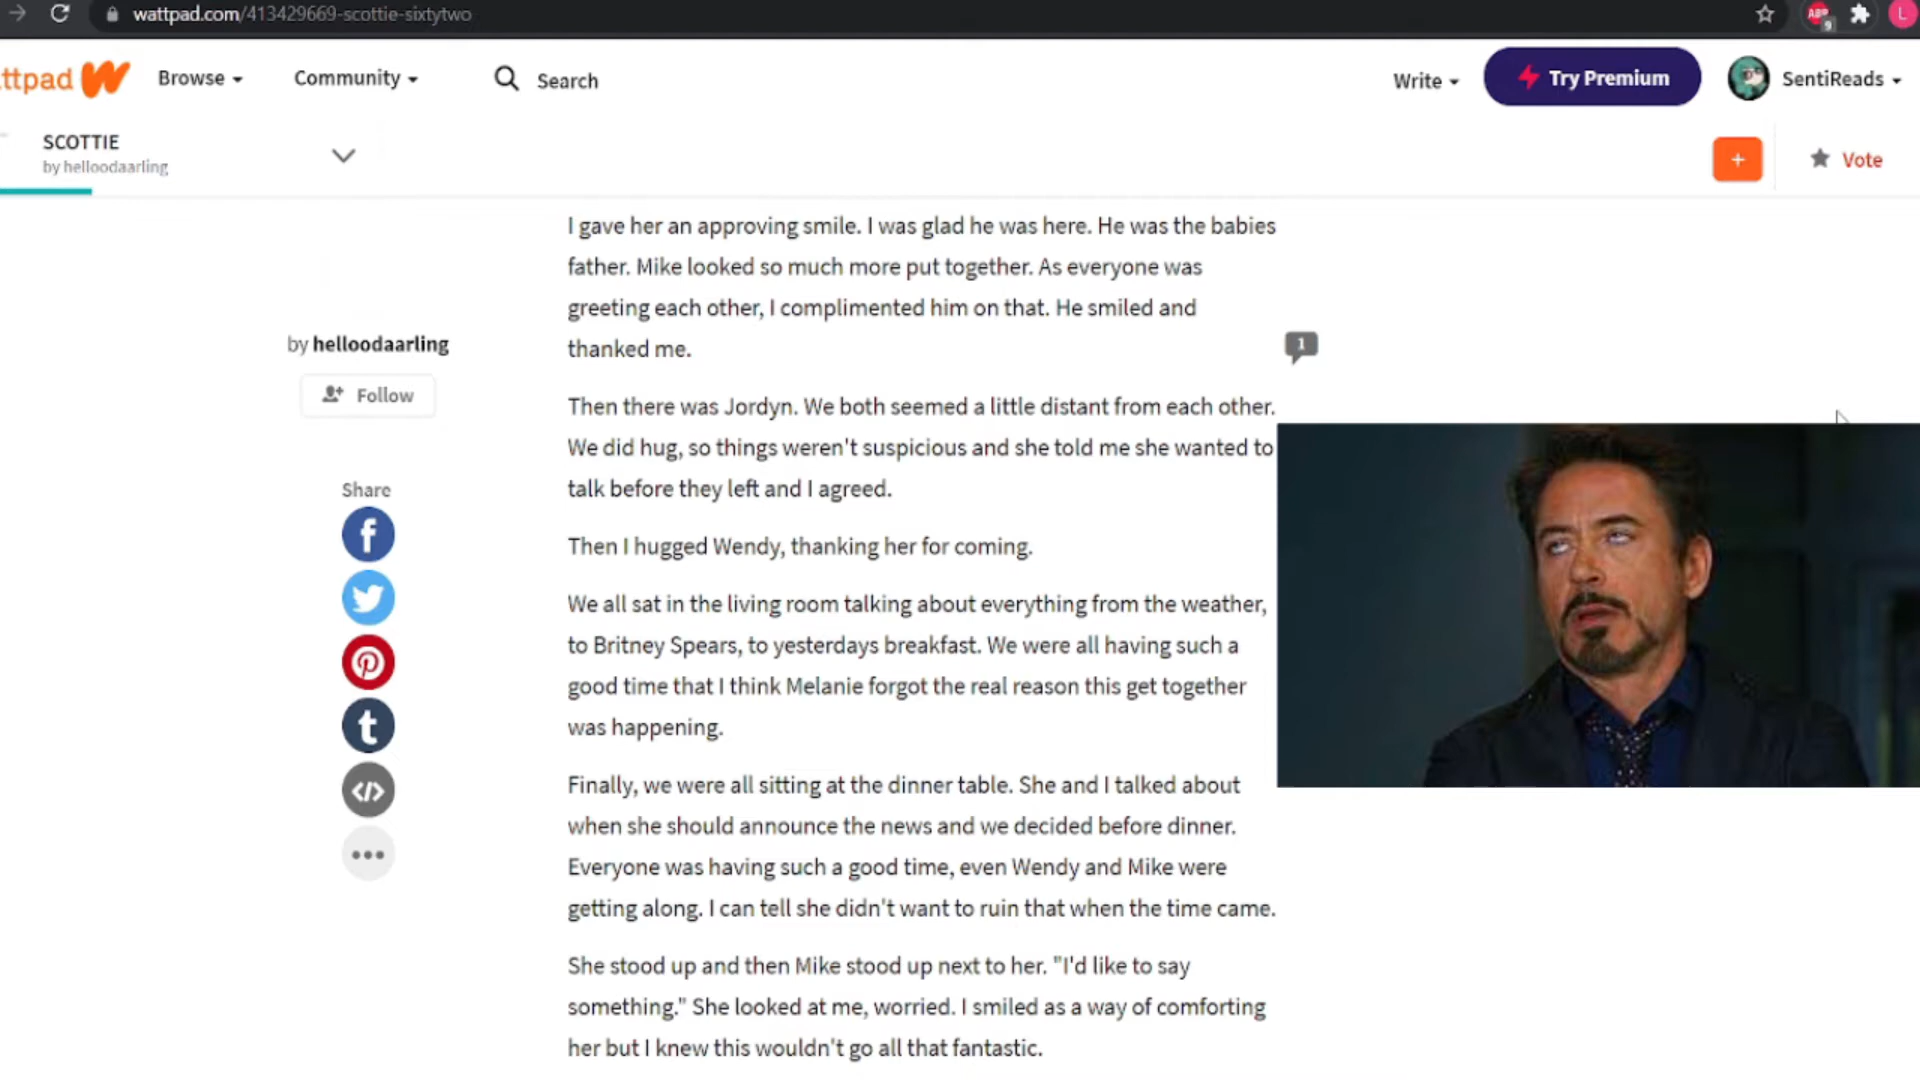 wattpad.com/413429669-scottie-sixtytwo
ABP
9
L
ttpad
Browse
Community
Search
Write
Try Premium
SentiReads
SCOTTIE
by helloodaarling
+
Vote
I gave her an approving smile. I was glad he was here. He was the babies
father. Mike looked so much more put together. As everyone was
greeting each other, I complimented him on that. He smiled and
thanked me.
1
by helloodaarling
Follow
Then there was Jordyn. We both seemed a little distant from each other.
We did hug, so things weren't suspicious and she told me she wanted to
talk before they left and I agreed.
Share
Then I hugged Wendy, thanking her for coming.
We all sat in the living room talking about everything from the weather,
to Britney Spears, to yesterdays breakfast. We were all having such a
good time that I think Melanie forgot the real reason this get together
was happening.
Finally, we were all sitting at the dinner table. She and I talked about
when she should announce the news and we decided before dinner.
Everyone was having such a good time, even Wendy and Mike were
getting along. I can tell she didn't want to ruin that when the time came.
She stood up and then Mike stood up next to her. "I'd like to say
something." She looked at me, worried. I smiled as a way of comforting
her but I knew this wouldn't go all that fantastic.